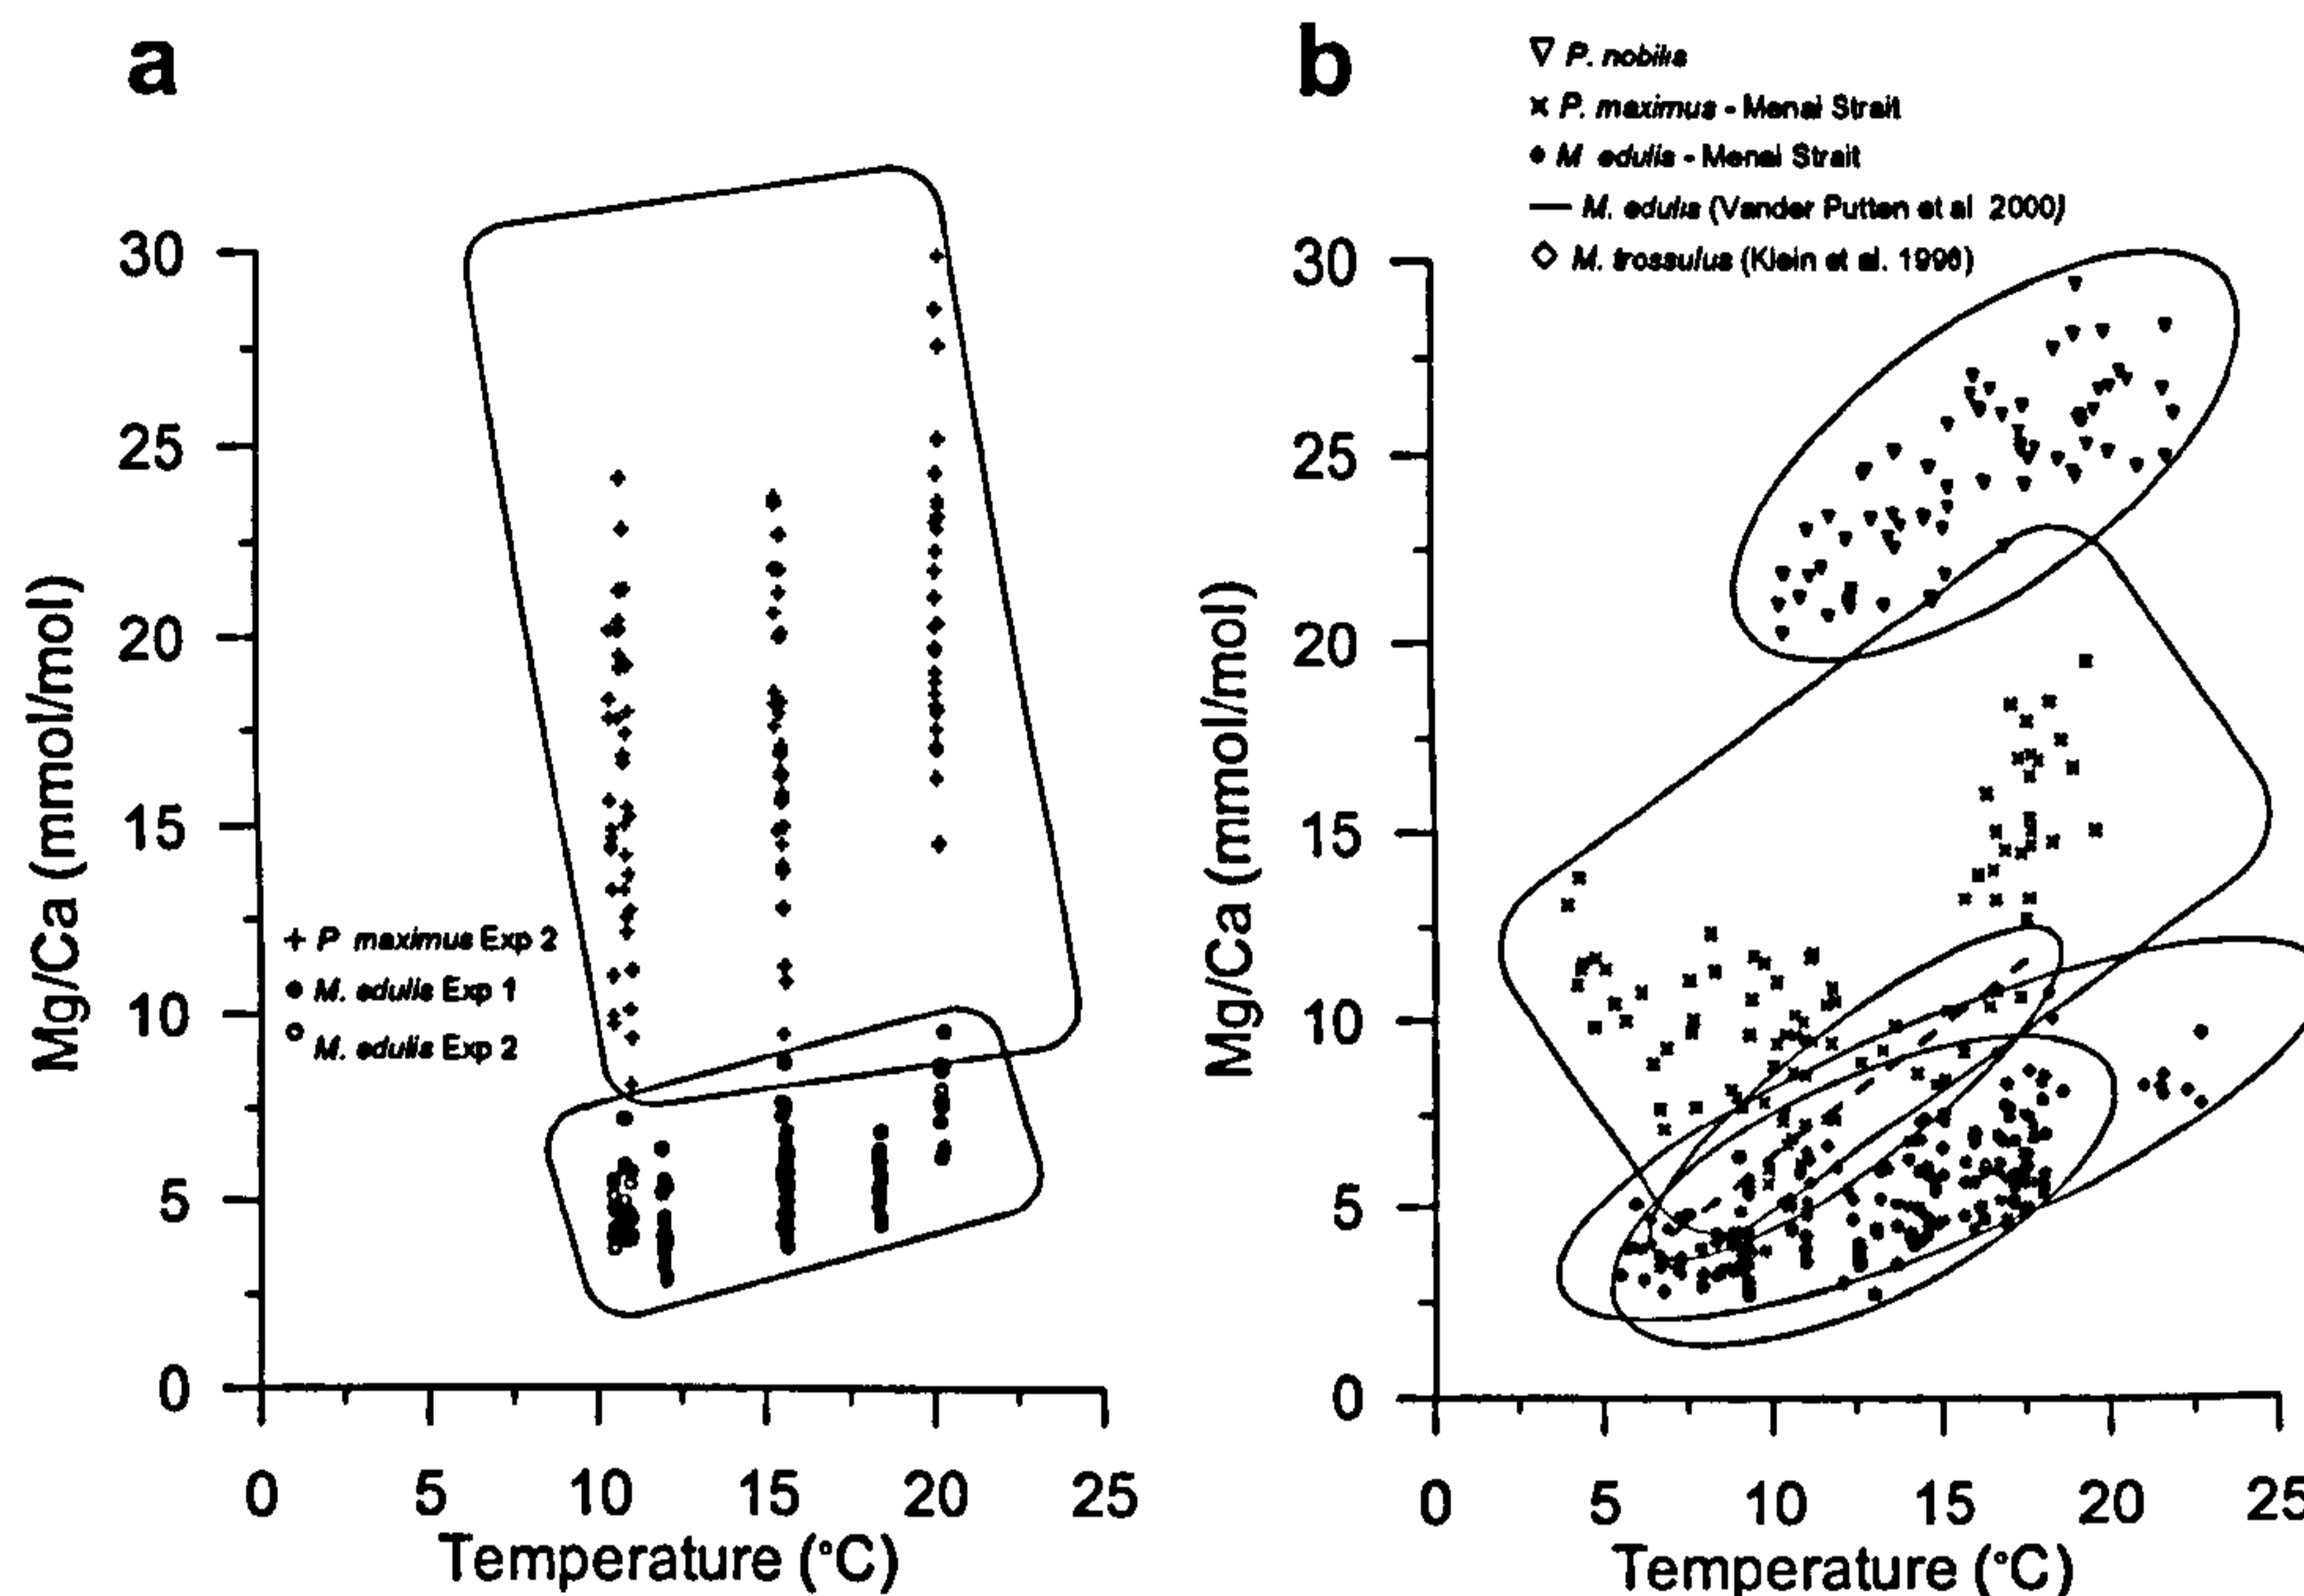 a
30
25
20
15
10
5
0
Mg/Ca (mmol/mol)
+ P maximus Exp 2
M. edulis Exp 1
M. edulis Exp 2
0 5 10 15 20 25
Temperature (°C)
b
P. nobilis
× P. maximus - Menai Strait
M edulis - Menai Strait
— M. edulis (Vander Putten et al 2000)
M. trossulus (Klein et al. 1996)
30
25
20
15
10
5
0
Mg/Ca (mmol/mol)
0 5 10 15 20 25
Temperature (°C)